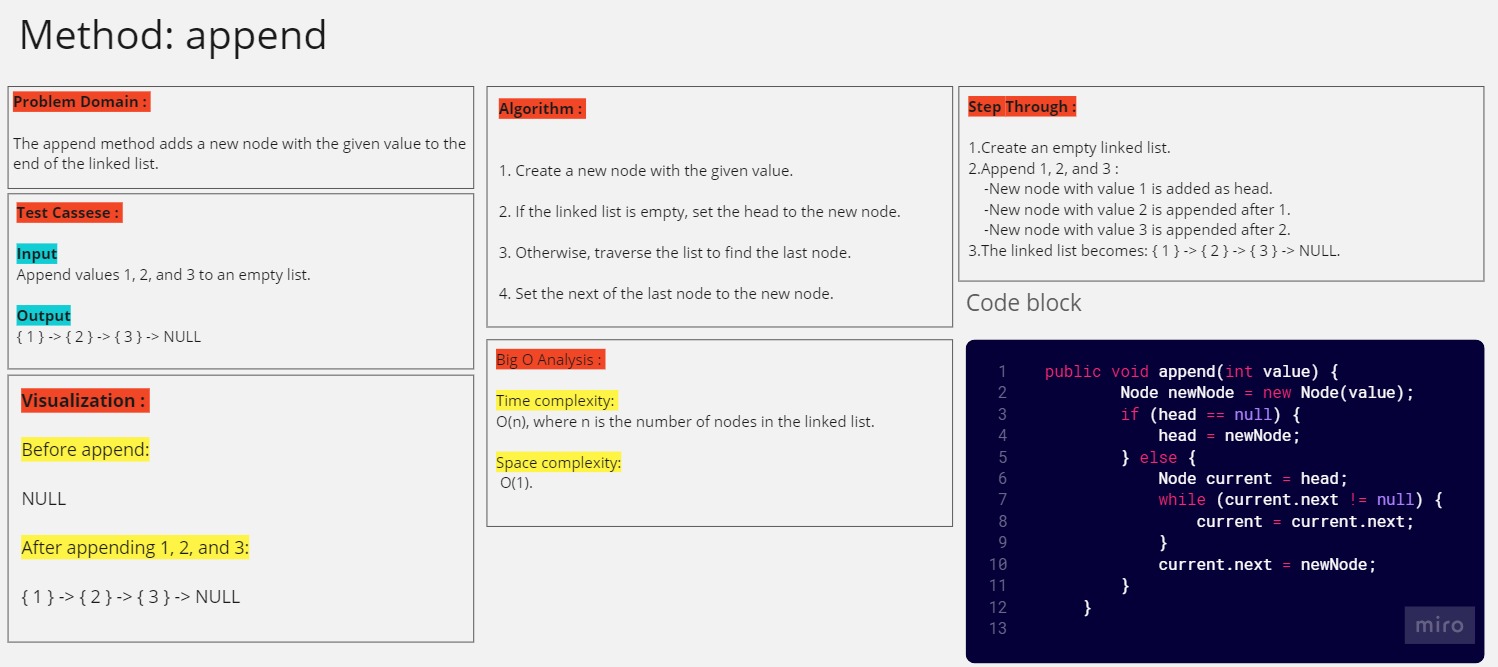 Method: append
Problem Domain :
The append method adds a new node with the given value to the
end of the linked list.
Test Cassese :
Input
Append values 1, 2, and 3 to an empty list.
Output
{ 1 } -> { 2 } -> { 3 } -> NULL
Visualization :
Before append:
NULL
After appending 1, 2, and 3:
{ 1 } -> { 2 } -> { 3 } -> NULL
Algorithm :
1. Create a new node with the given value.
2. If the linked list is empty, set the head to the new node.
3. Otherwise, traverse the list to find the last node.
4. Set the next of the last node to the new node.
Big O Analysis :
Time complexity:
O(n), where n is the number of nodes in the linked list.
Space complexity:
O(1).
Step Through :
1.Create an empty linked list.
2.Append 1, 2, and 3 :
-New node with value 1 is added as head.
-New node with value 2 is appended after 1.
-New node with value 3 is appended after 2.
3.The linked list becomes: { 1 } -> { 2 } -> { 3 } -> NULL.
Code block
1 public void append(int value) {
2 Node newNode = new Node(value);
3 if (head == null) {
4 head = newNode;
5 } else {
6 Node current = head;
7 while (current.next != null) {
8 current = current.next;
9 }
10 current.next = newNode;
11 }
12 }
13
miro